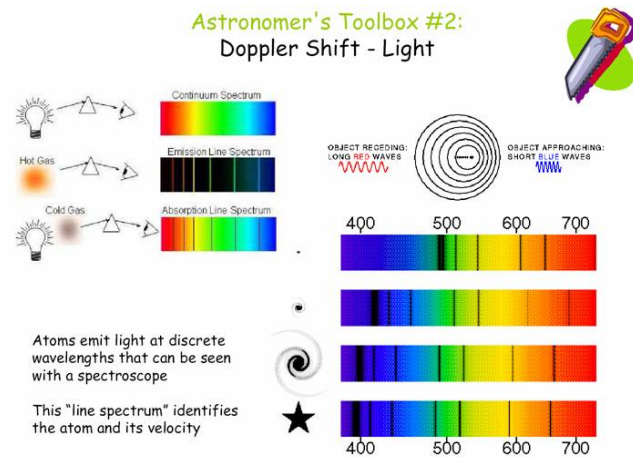 Astronomer's Toolbox #2:
Doppler Shift - Light
Continuum Spectrum
Hot Gas
Emission Line Spectrum
Cold Gas
Absorption Line Spectrum
OBJECT RECEDING:
LONG RED WAVES
OBJECT APPROACHING:
SHORT BLUE WAVES
400 500 600 700
Atoms emit light at discrete
wavelengths that can be seen
with a spectroscope
This "line spectrum" identifies
the atom and its velocity
400 500 600 700